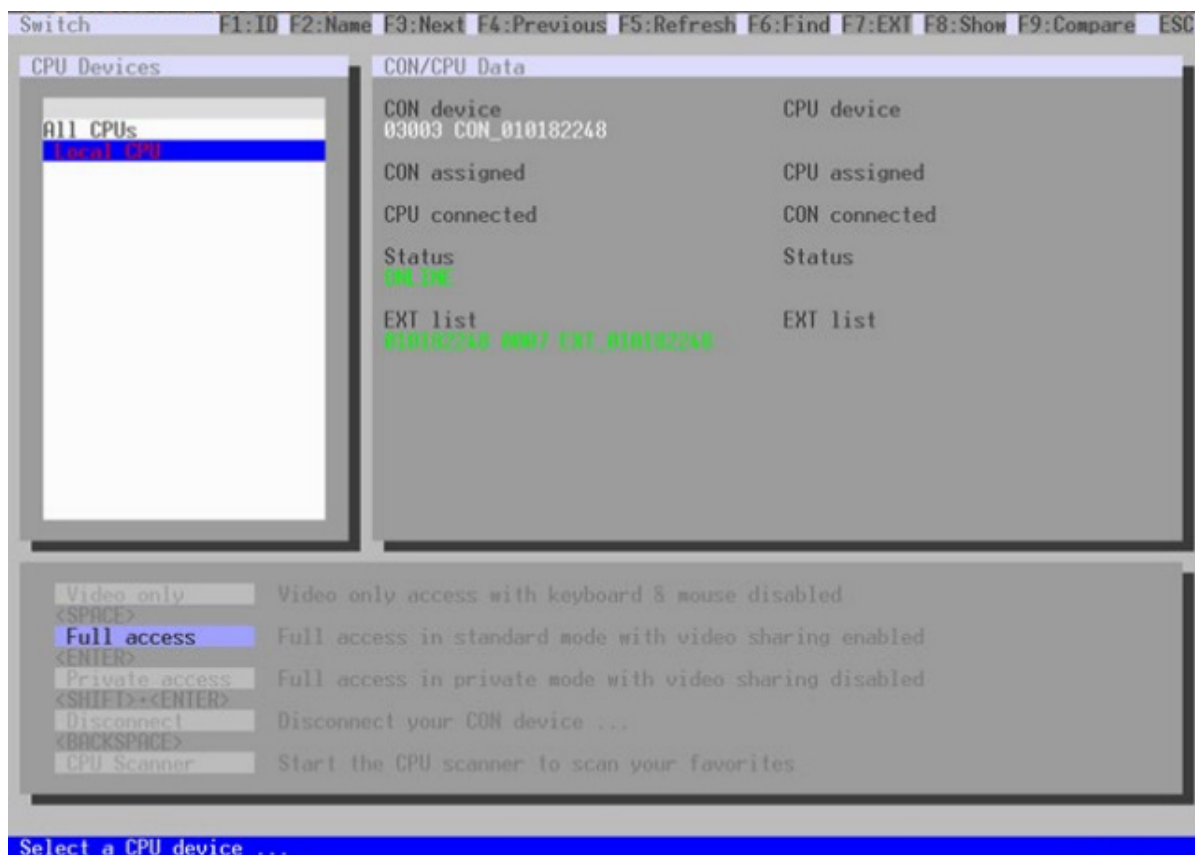 Switch F1:ID F2:Name F3:Next F4:Previous F5:Refresh F6:Find F7:EXT F8:Show F9:Compare ESC
CPU Devices
All CPUs
Local CPU
CON/CPU Data
CON device
03003 CON_010182248
CPU device
CON assigned
CPU assigned
CPU connected
CON connected
Status
ONLINE
Status
EXT list
010182248 0007 EXT_010182248
EXT list
Video only Video only access with keyboard & mouse disabled
<SPACE>
Full access Full access in standard mode with video sharing enabled
<ENTER>
Private access Full access in private mode with video sharing disabled
<SHIFT>+<ENTER>
Disconnect Disconnect your CON device ...
<BACKSPACE>
CPU Scanner Start the CPU scanner to scan your favorites
Select a CPU device ...